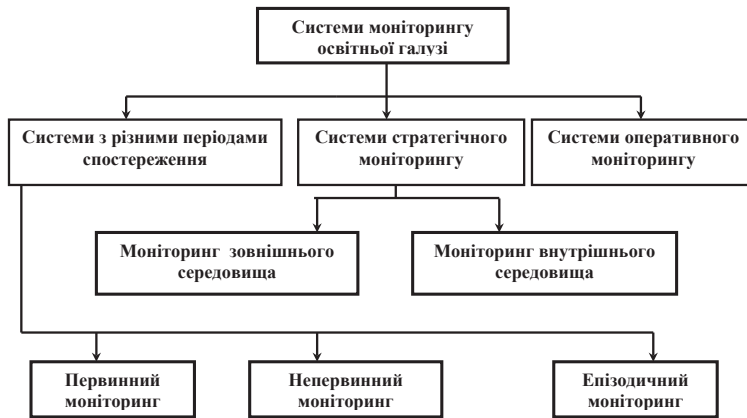 Системи моніторингу
освітньої галузі
Системи з різними періодами
спостереження
Системи стратегічного
моніторингу
Системи оперативного
моніторингу
Моніторинг зовнішнього
середовища
Моніторинг внутрішнього
середовища
Первинний
моніторинг
Непервинний
моніторинг
Епізодичний
моніторинг